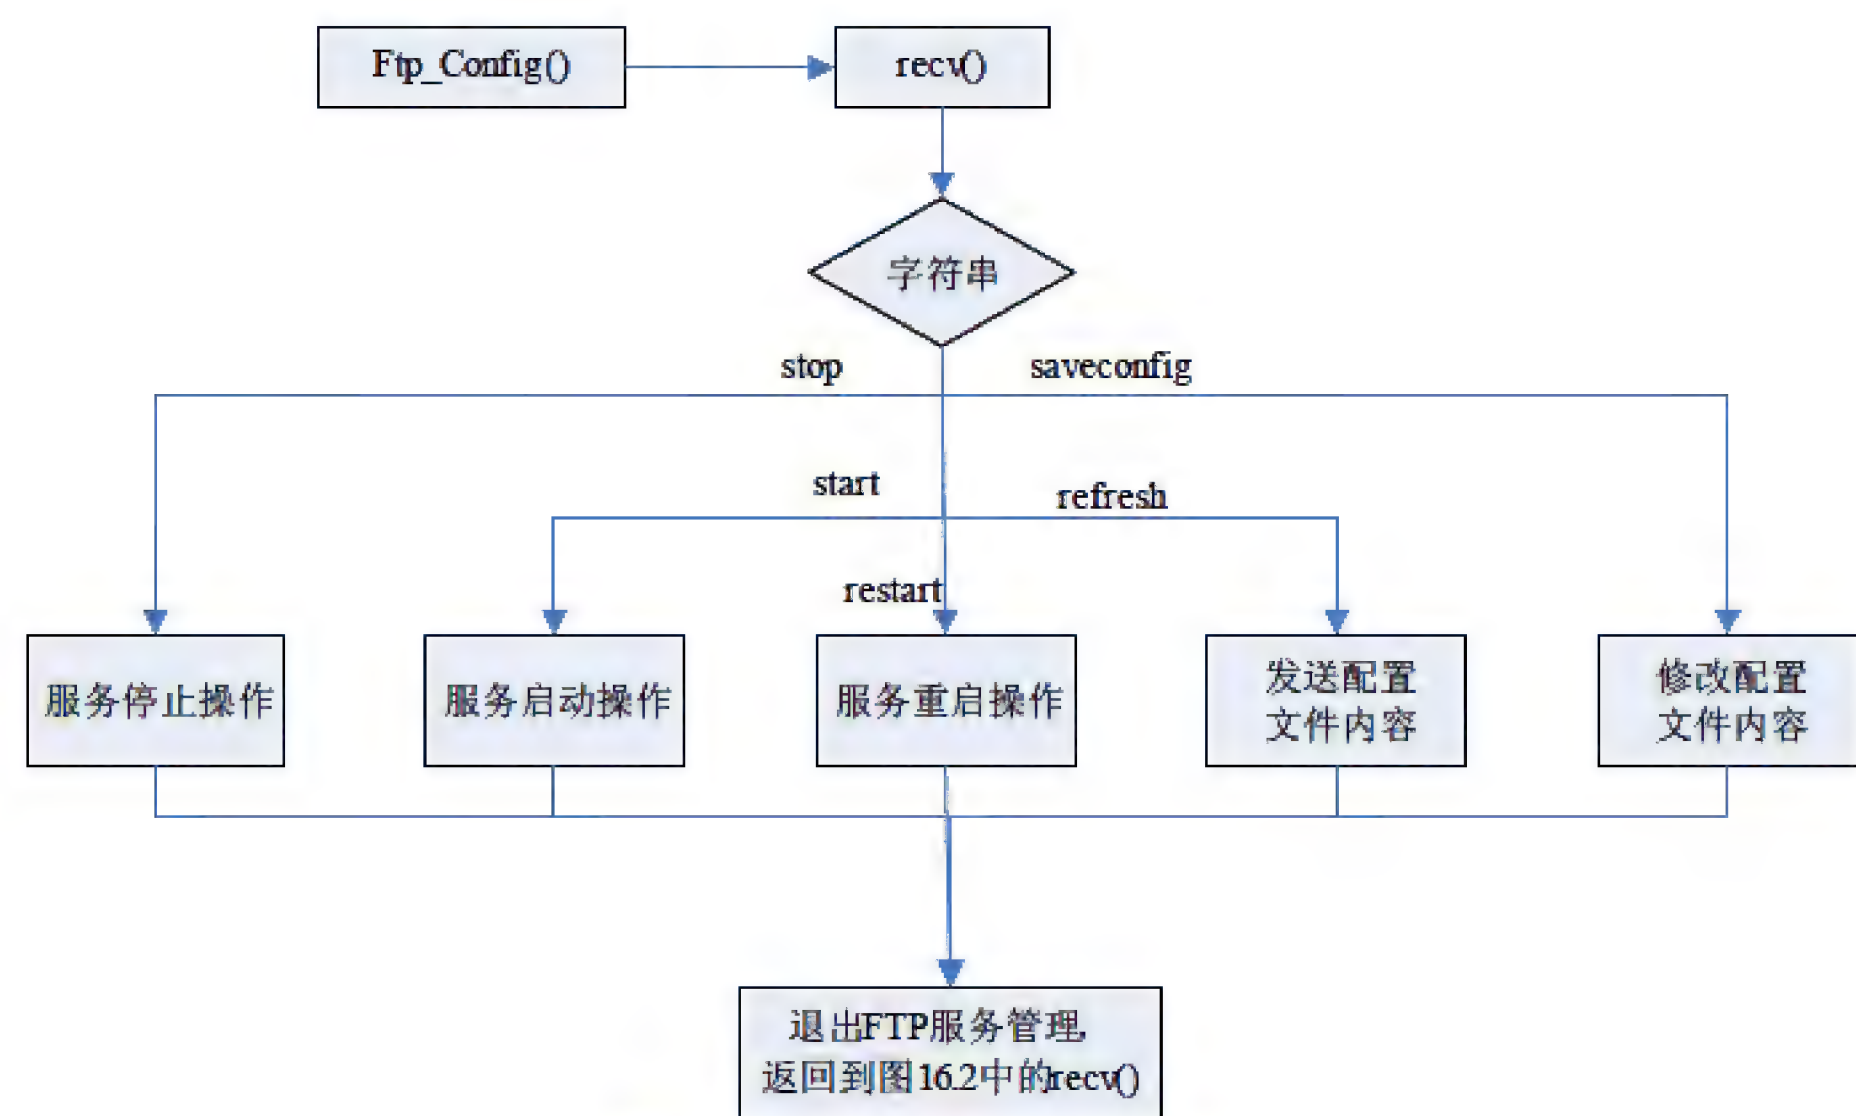 Ftp_Config()
recv()
字符串
stop
saveconfig
start
refresh
restart
服务停止操作
服务启动操作
服务重启操作
发送配置
文件内容
修改配置
文件内容
退出FTP服务管理,
返回到图16.2中的recv()